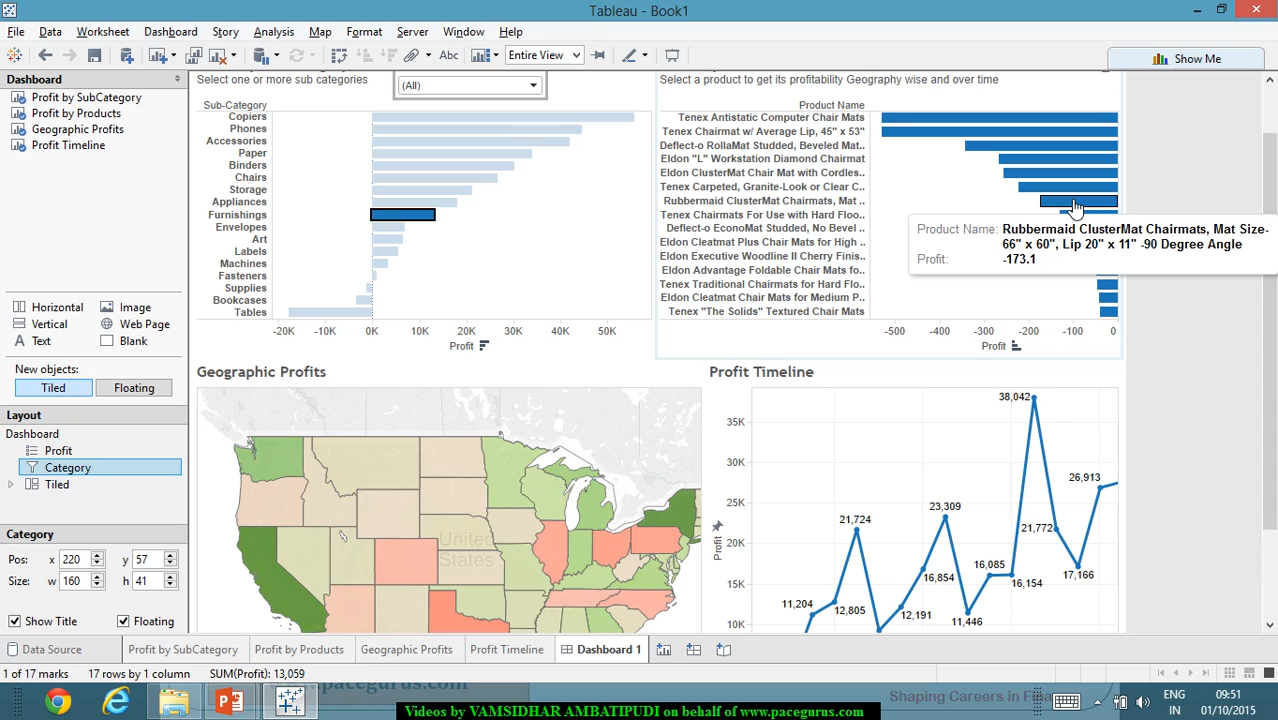 Tableau - Book1
File Data Worksheet Dashboard Story Analysis Map Format Server Window Help
Abc Entire View Show Me
Dashboard
Profit by SubCategory
Profit by Products
Geographic Profits
Profit Timeline
Horizontal Image
Vertical Web Page
Text Blank
New objects:
Tiled Floating
Layout
Dashboard
Profit
Category
Tiled
Category
Pos: x 220 y 57
Size: w 160 h 41
Show Title Floating
Select one or more sub categories
(All)
Sub-Category
Copiers
Phones
Accessories
Paper
Binders
Chairs
Storage
Appliances
Furnishings
Envelopes
Art
Labels
Machines
Fasteners
Supplies
Bookcases
Tables
-20K -10K 0K 10K 20K 30K 50K
Profit
Select a product to get its profitability Geography wise and over time
Product Name
Tenex Antistatic Computer Chair Mats
Tenex Chairmat w/ Average Lip, 45" x 53"
Deflect-o RollaMat Studded, Beveled Mat..
Eldon "L" Workstation Diamond Chairmat
Eldon ClusterMat Chair Mat with Cordles..
Tenex Carpeted, Granite-Look or Clear C..
Rubbermaid ClusterMat Chairmats, Mat ..
Tenex Chairmats For Use with Hard Floo..
Deflect-o EconoMat Studded, No Bevel ..
Eldon Cleatmat Plus Chair Mats for High ..
Eldon Executive Woodline II Cherry Finis..
Eldon Advantage Foldable Chair Mats fo..
Tenex Traditional Chairmats for Hard Flo..
Eldon Cleatmat Chair Mats for Medium P..
Tenex "The Solids" Textured Chair Mats
-500 -400 -300 -200 -100 0
Profit
Product Name: Rubbermaid ClusterMat Chairmats, Mat Size-
66" x 60", Lip 20" x 11" -90 Degree Angle
Profit: -173.1
Geographic Profits
United
States
Profit Timeline
Profit
35K
30K
25K
20K
15K
10K
11,204
12,805
21,724
12,191
16,854
23,309
11,446
16,085
16,154
38,042
21,772
17,166
26,913
Data Source Profit by SubCategory Profit by Products Geographic Profits Profit Timeline Dashboard 1
1 of 17 marks 17 rows by 1 column SUM(Profit): 13,059
www.pacegurus.com
ENG
IN
09:51
01/10/2015
Videos by VAMSIDHAR AMBATIPUDI on behalf of www.pacegurus.com